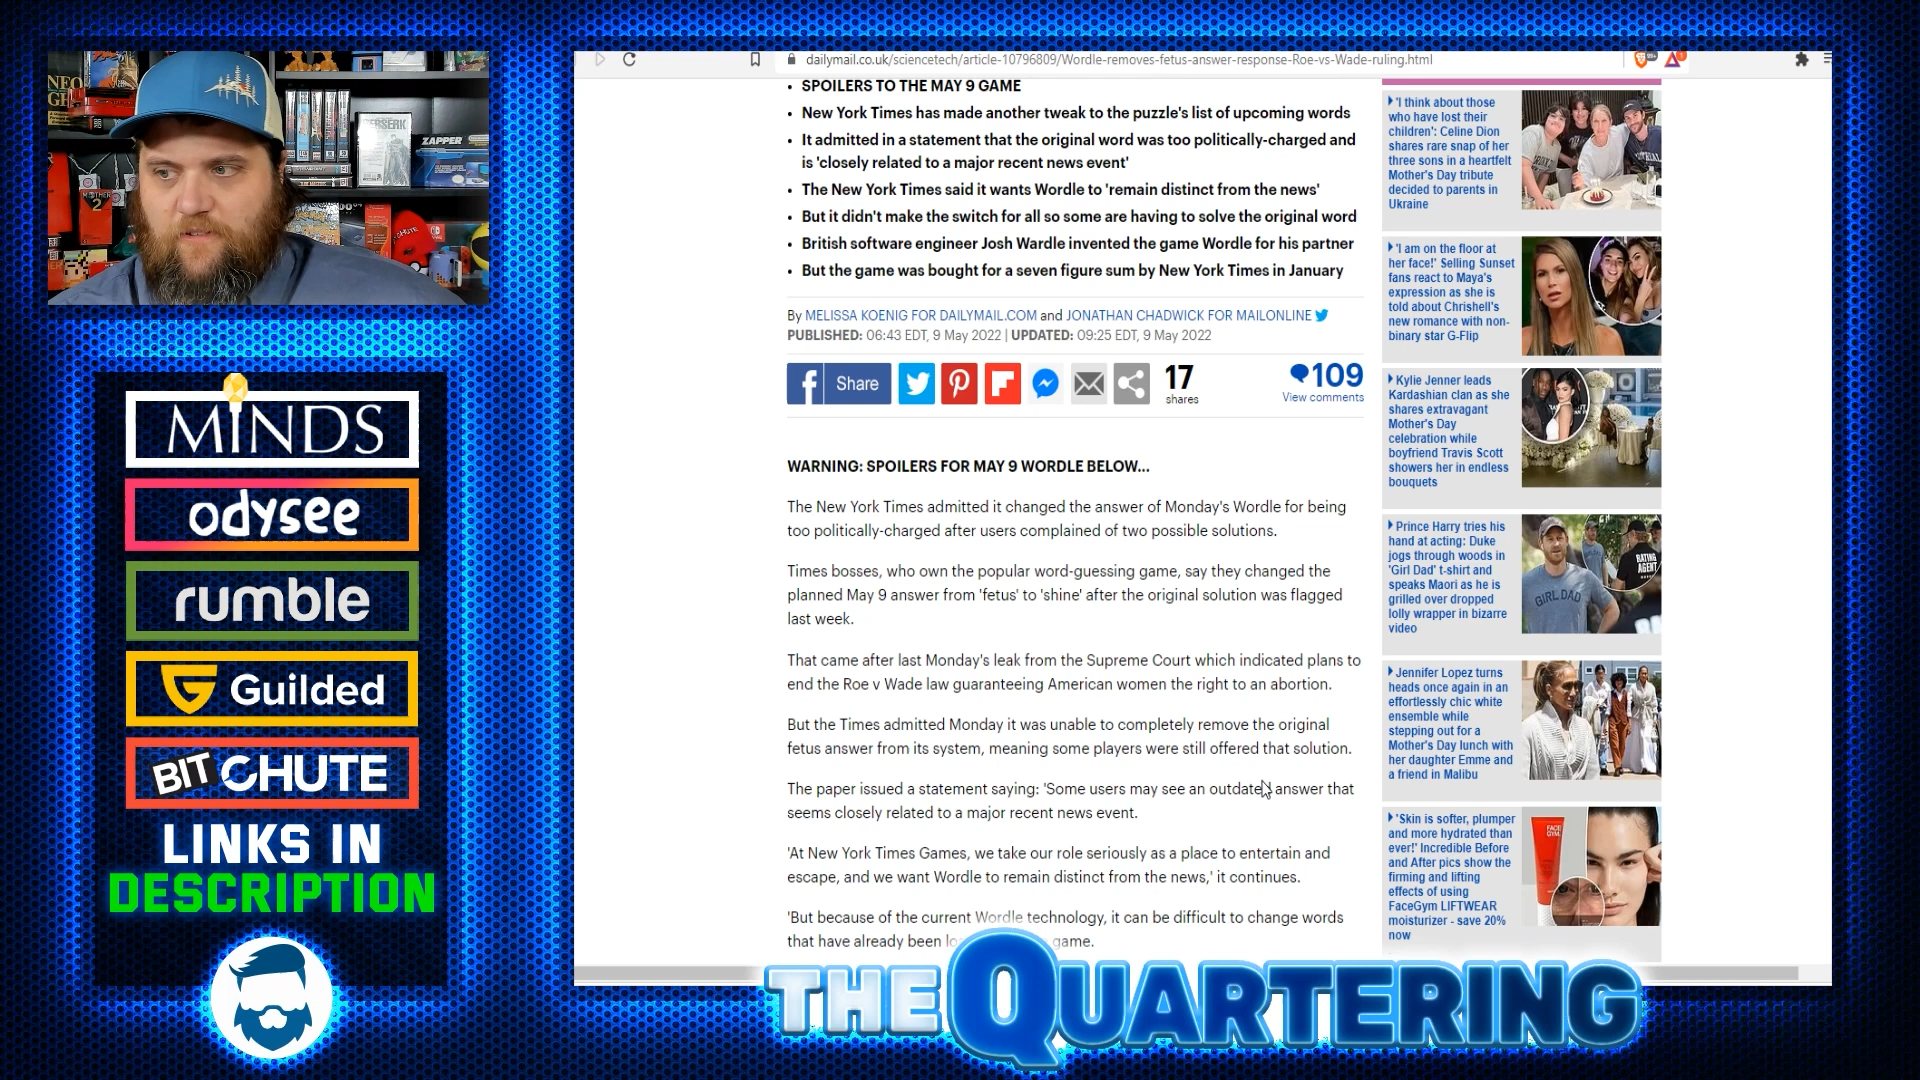 NEO
BERSERK
ZAPPER
MOTHER
2
MINDS
odysee
rumble
Guilded
BITCHUTE
LINKS IN
DESCRIPTION
dailymail.co.uk/sciencetech/article-10796809/Wordle-removes-fetus-answer-response-Roe-vs-Wade-ruling.html
• SPOILERS TO THE MAY 9 GAME
• New York Times has made another tweak to the puzzle's list of upcoming words
• It admitted in a statement that the original word was too politically-charged and
is 'closely related to a major recent news event'
• The New York Times said it wants Wordle to 'remain distinct from the news'
• But it didn't make the switch for all so some are having to solve the original word
• British software engineer Josh Wardle invented the game Wordle for his partner
• But the game was bought for a seven figure sum by New York Times in January
By MELISSA KOENIG FOR DAILYMAIL.COM and JONATHAN CHADWICK FOR MAILONLINE
PUBLISHED: 06:43 EDT, 9 May 2022 | UPDATED: 09:25 EDT, 9 May 2022
Share
17
shares
109
View comments
WARNING: SPOILERS FOR MAY 9 WORDLE BELOW...
The New York Times admitted it changed the answer of Monday's Wordle for being
too politically-charged after users complained of two possible solutions.
Times bosses, who own the popular word-guessing game, say they changed the
planned May 9 answer from 'fetus' to 'shine' after the original solution was flagged
last week.
That came after last Monday's leak from the Supreme Court which indicated plans to
end the Roe v Wade law guaranteeing American women the right to an abortion.
But the Times admitted Monday it was unable to completely remove the original
fetus answer from its system, meaning some players were still offered that solution.
The paper issued a statement saying: 'Some users may see an outdated answer that
seems closely related to a major recent news event.
'At New York Times Games, we take our role seriously as a place to entertain and
escape, and we want Wordle to remain distinct from the news,' it continues.
'But because of the current Wordle technology, it can be difficult to change words
that have already been lo game.
'I think about those
who have lost their
children': Celine Dion
shares rare snap of her
three sons in a heartfelt
Mother's Day tribute
decided to parents in
Ukraine
'I am on the floor at
her face!' Selling Sunset
fans react to Maya's
expression as she is
told about Chrishell's
new romance with non-
binary star G-Flip
Kylie Jenner leads
Kardashian clan as she
shares extravagant
Mother's Day
celebration while
boyfriend Travis Scott
showers her in endless
bouquets
Prince Harry tries his
hand at acting: Duke
jogs through woods in
'Girl Dad' t-shirt and
speaks Maori as he is
grilled over dropped
lolly wrapper in bizarre
video
GIRL DAD
RATING
AGENT
Jennifer Lopez turns
heads once again in an
effortlessly chic white
ensemble while
stepping out for a
Mother's Day lunch with
her daughter Emme and
a friend in Malibu
'Skin is softer, plumper
and more hydrated than
ever!' Incredible Before
and After pics show the
firming and lifting
effects of using
FaceGym LIFTWEAR
moisturizer - save 20%
now
FACE
GYM
THE QUARTERING